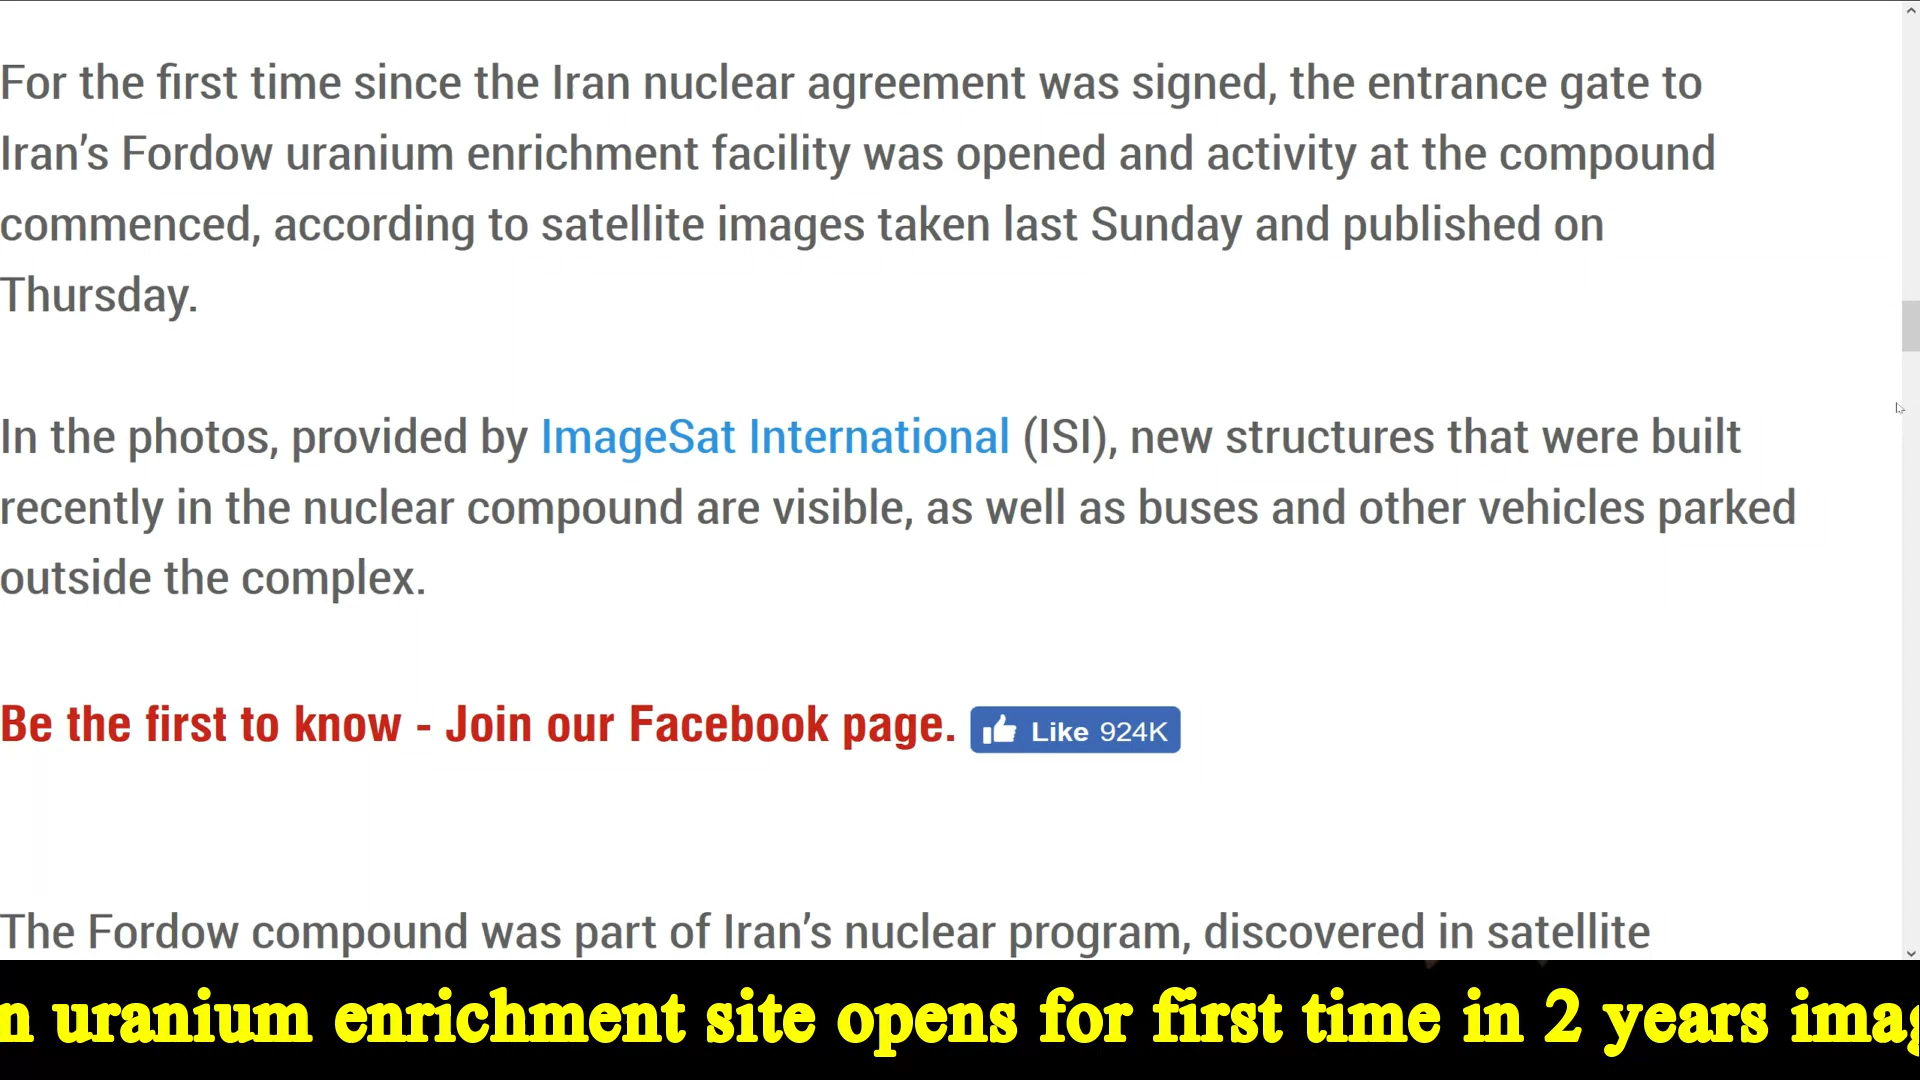 For the first time since the Iran nuclear agreement was signed, the entrance gate to
Iran’s Fordow uranium enrichment facility was opened and activity at the compound
commenced, according to satellite images taken last Sunday and published on
Thursday.
In the photos, provided by ImageSat International (ISI), new structures that were built
recently in the nuclear compound are visible, as well as buses and other vehicles parked
outside the complex.
Be the first to know - Join our Facebook page. Like 924K
The Fordow compound was part of Iran’s nuclear program, discovered in satellite
uranium enrichment site opens for first time in 2 years